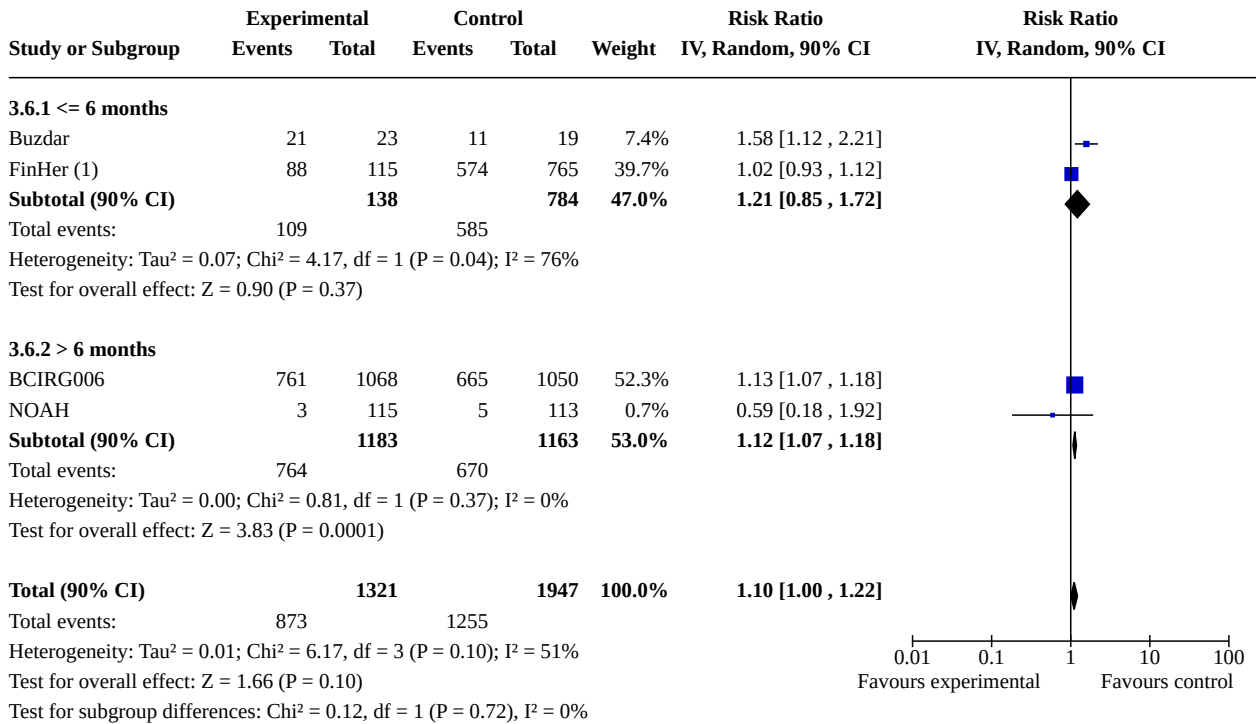 Experimental Control Risk Ratio Risk Ratio
Study or Subgroup Events Total Events Total Weight IV, Random, 90% CI IV, Random, 90% CI
3.6.1 <= 6 months
Buzdar 21 23 11 19 7.4% 1.58 [1.12 , 2.21]
FinHer (1) 88 115 574 765 39.7% 1.02 [0.93 , 1.12]
Subtotal (90% CI) 138 784 47.0% 1.21 [0.85 , 1.72]
Total events: 109 585
Heterogeneity: Tau² = 0.07; Chi² = 4.17, df = 1 (P = 0.04); I² = 76%
Test for overall effect: Z = 0.90 (P = 0.37)
3.6.2 > 6 months
BCIRG006 761 1068 665 1050 52.3% 1.13 [1.07 , 1.18]
NOAH 3 115 5 113 0.7% 0.59 [0.18 , 1.92]
Subtotal (90% CI) 1183 1163 53.0% 1.12 [1.07 , 1.18]
Total events: 764 670
Heterogeneity: Tau² = 0.00; Chi² = 0.81, df = 1 (P = 0.37); I² = 0%
Test for overall effect: Z = 3.83 (P = 0.0001)
Total (90% CI) 1321 1947 100.0% 1.10 [1.00 , 1.22]
Total events: 873 1255
Heterogeneity: Tau² = 0.01; Chi² = 6.17, df = 3 (P = 0.10); I² = 51%
Test for overall effect: Z = 1.66 (P = 0.10)
Test for subgroup differences: Chi² = 0.12, df = 1 (P = 0.72), I² = 0%
0.01 0.1 1 10 100
Favours experimental Favours control